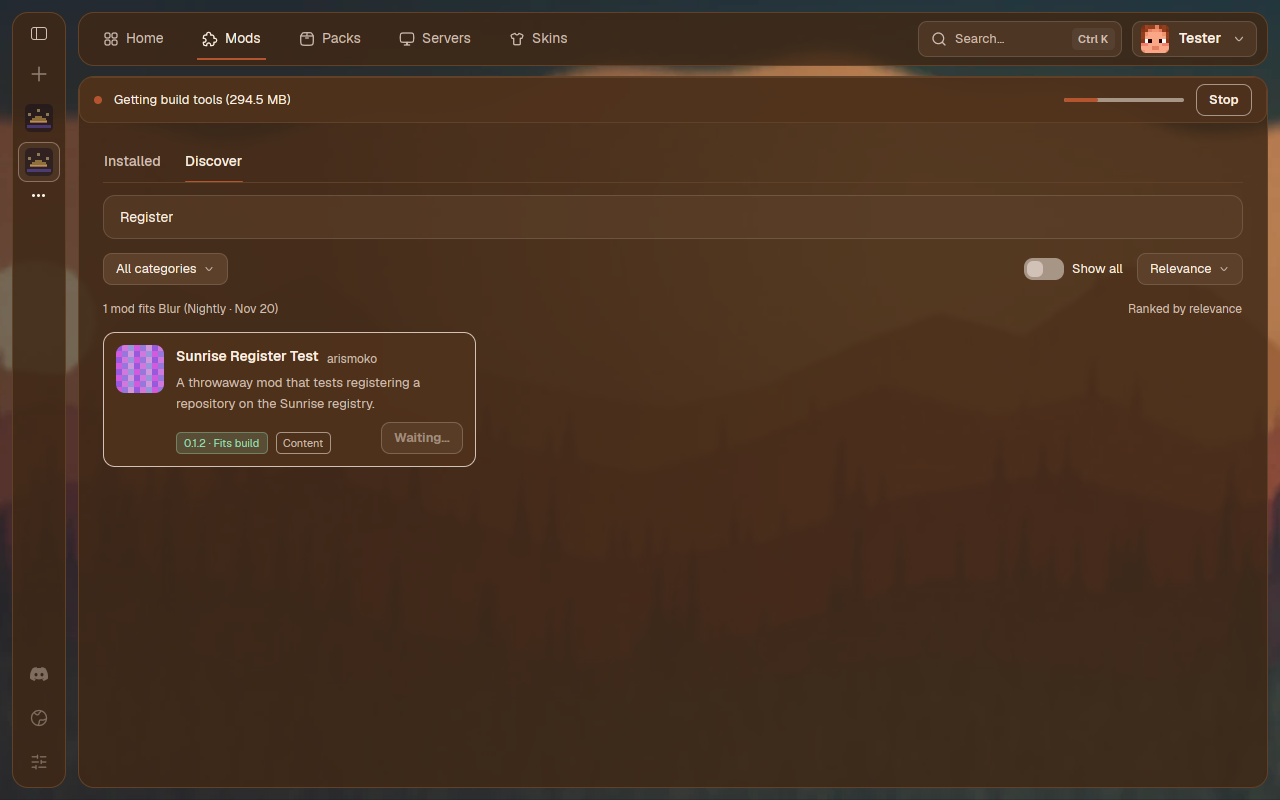 Home
Mods
Packs
Servers
Skins
Search...
Ctrl K
Tester
Getting build tools (294.5 MB)
Stop
Installed
Discover
Register
All categories
Show all
Relevance
1 mod fits Blur (Nightly · Nov 20)
Ranked by relevance
Sunrise Register Test arismoko
A throwaway mod that tests registering a
repository on the Sunrise registry.
0.1.2 · Fits build
Content
Waiting...